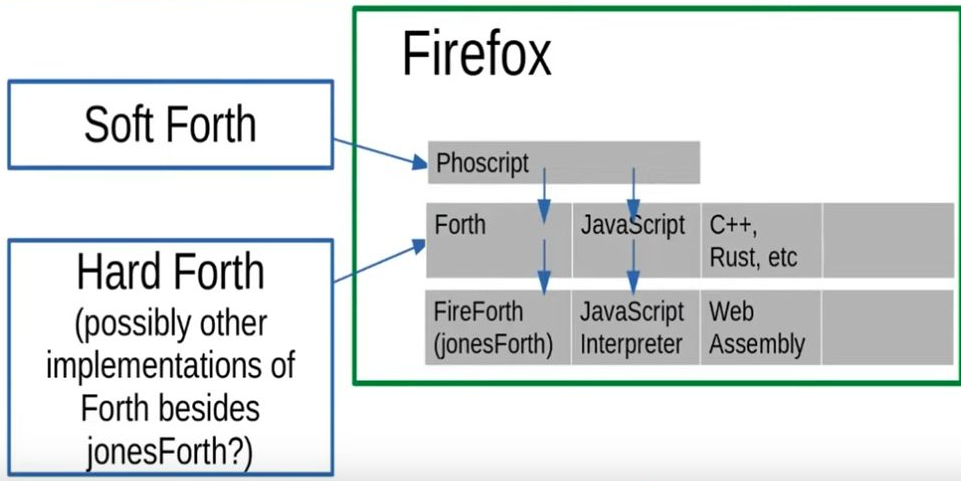 Firefox
Soft Forth
Phoscript
Forth
JavaScript
C++,
Rust, etc
Hard Forth
(possibly other
implementations of
Forth besides
jonesForth?)
FireForth
(jonesForth)
JavaScript
Interpreter
Web
Assembly